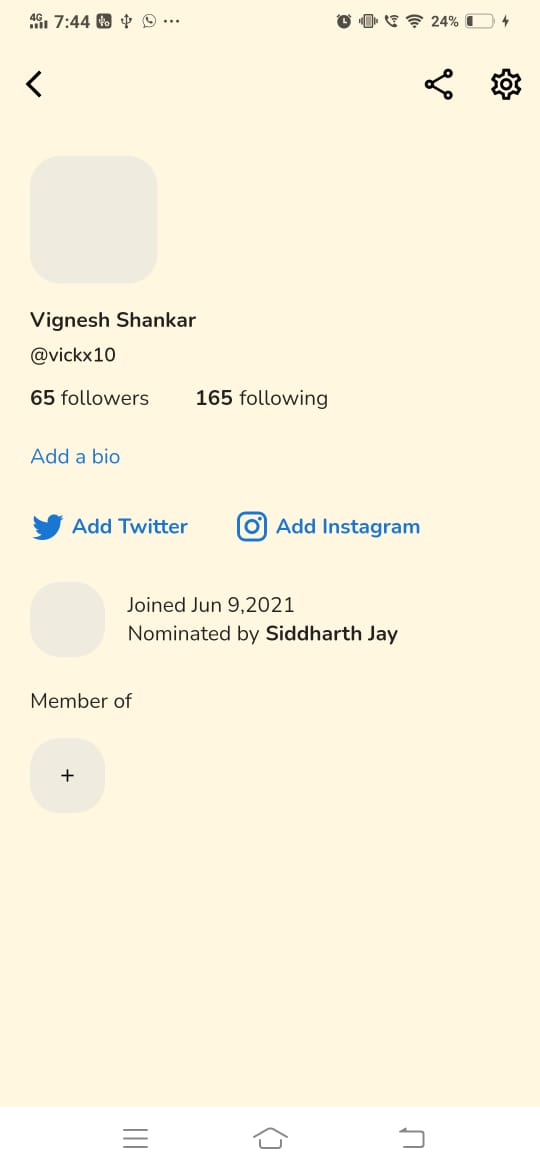 4G 7:44 24%
Vignesh Shankar
@vickx10
65 followers 165 following
Add a bio
Add Twitter Add Instagram
Joined Jun 9,2021
Nominated by Siddharth Jay
Member of
+